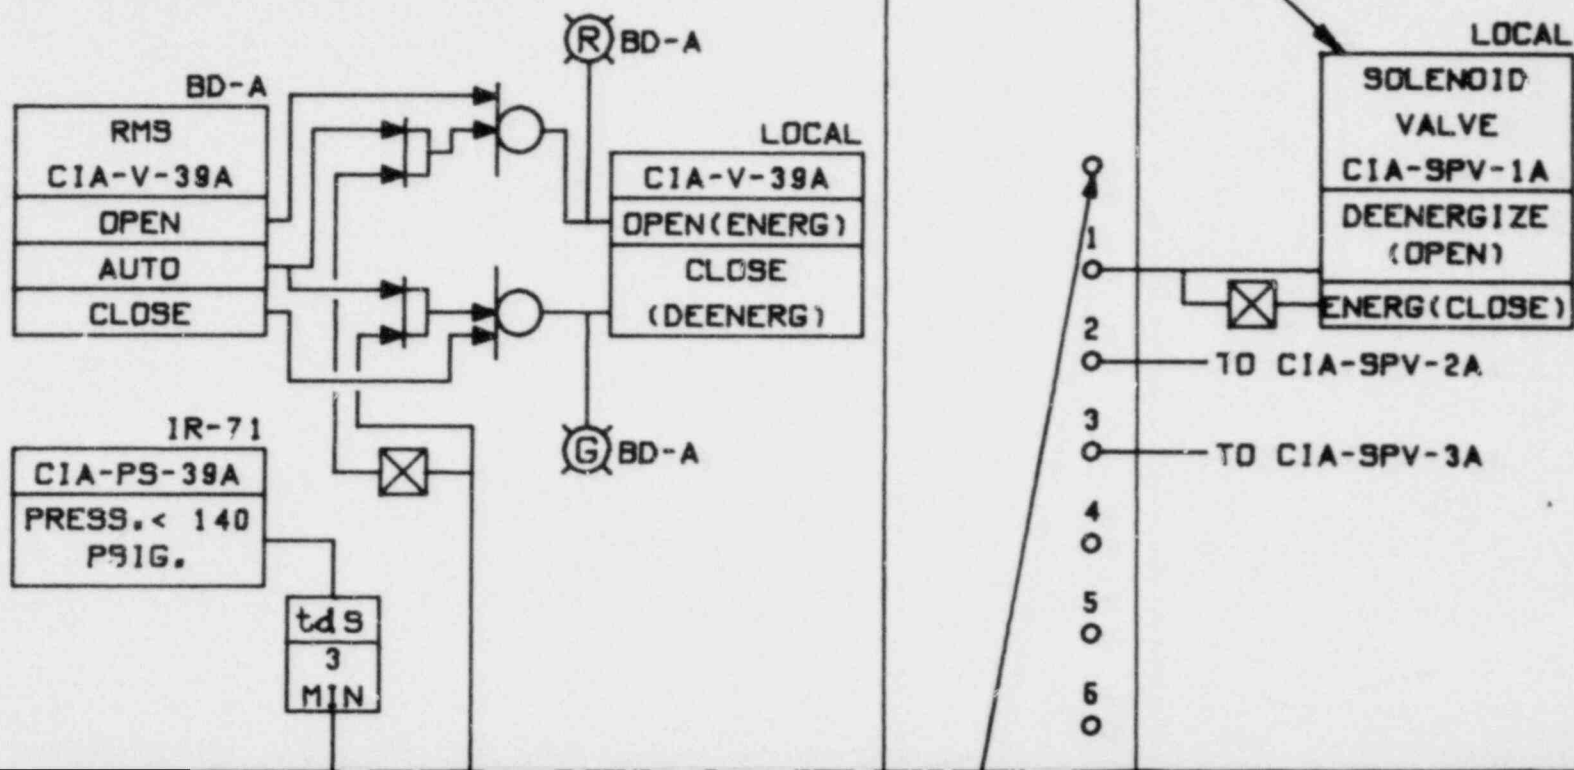 BD-A
RMS
CIA-V-39A
OPEN
AUTO
CLOSE
R BD-A
LOCAL
CIA-V-39A
OPEN(ENERG)
CLOSE
(DEENERG)
G BD-A
IR-71
CIA-PS-39A
PRESS.< 140
PSIG.
tds
3
MIN
1
2
3
4
5
6
LOCAL
SOLENOID
VALVE
CIA-SPV-1A
DEENERGIZE
(OPEN)
ENERG(CLOSE)
TO CIA-SPV-2A
TO CIA-SPV-3A